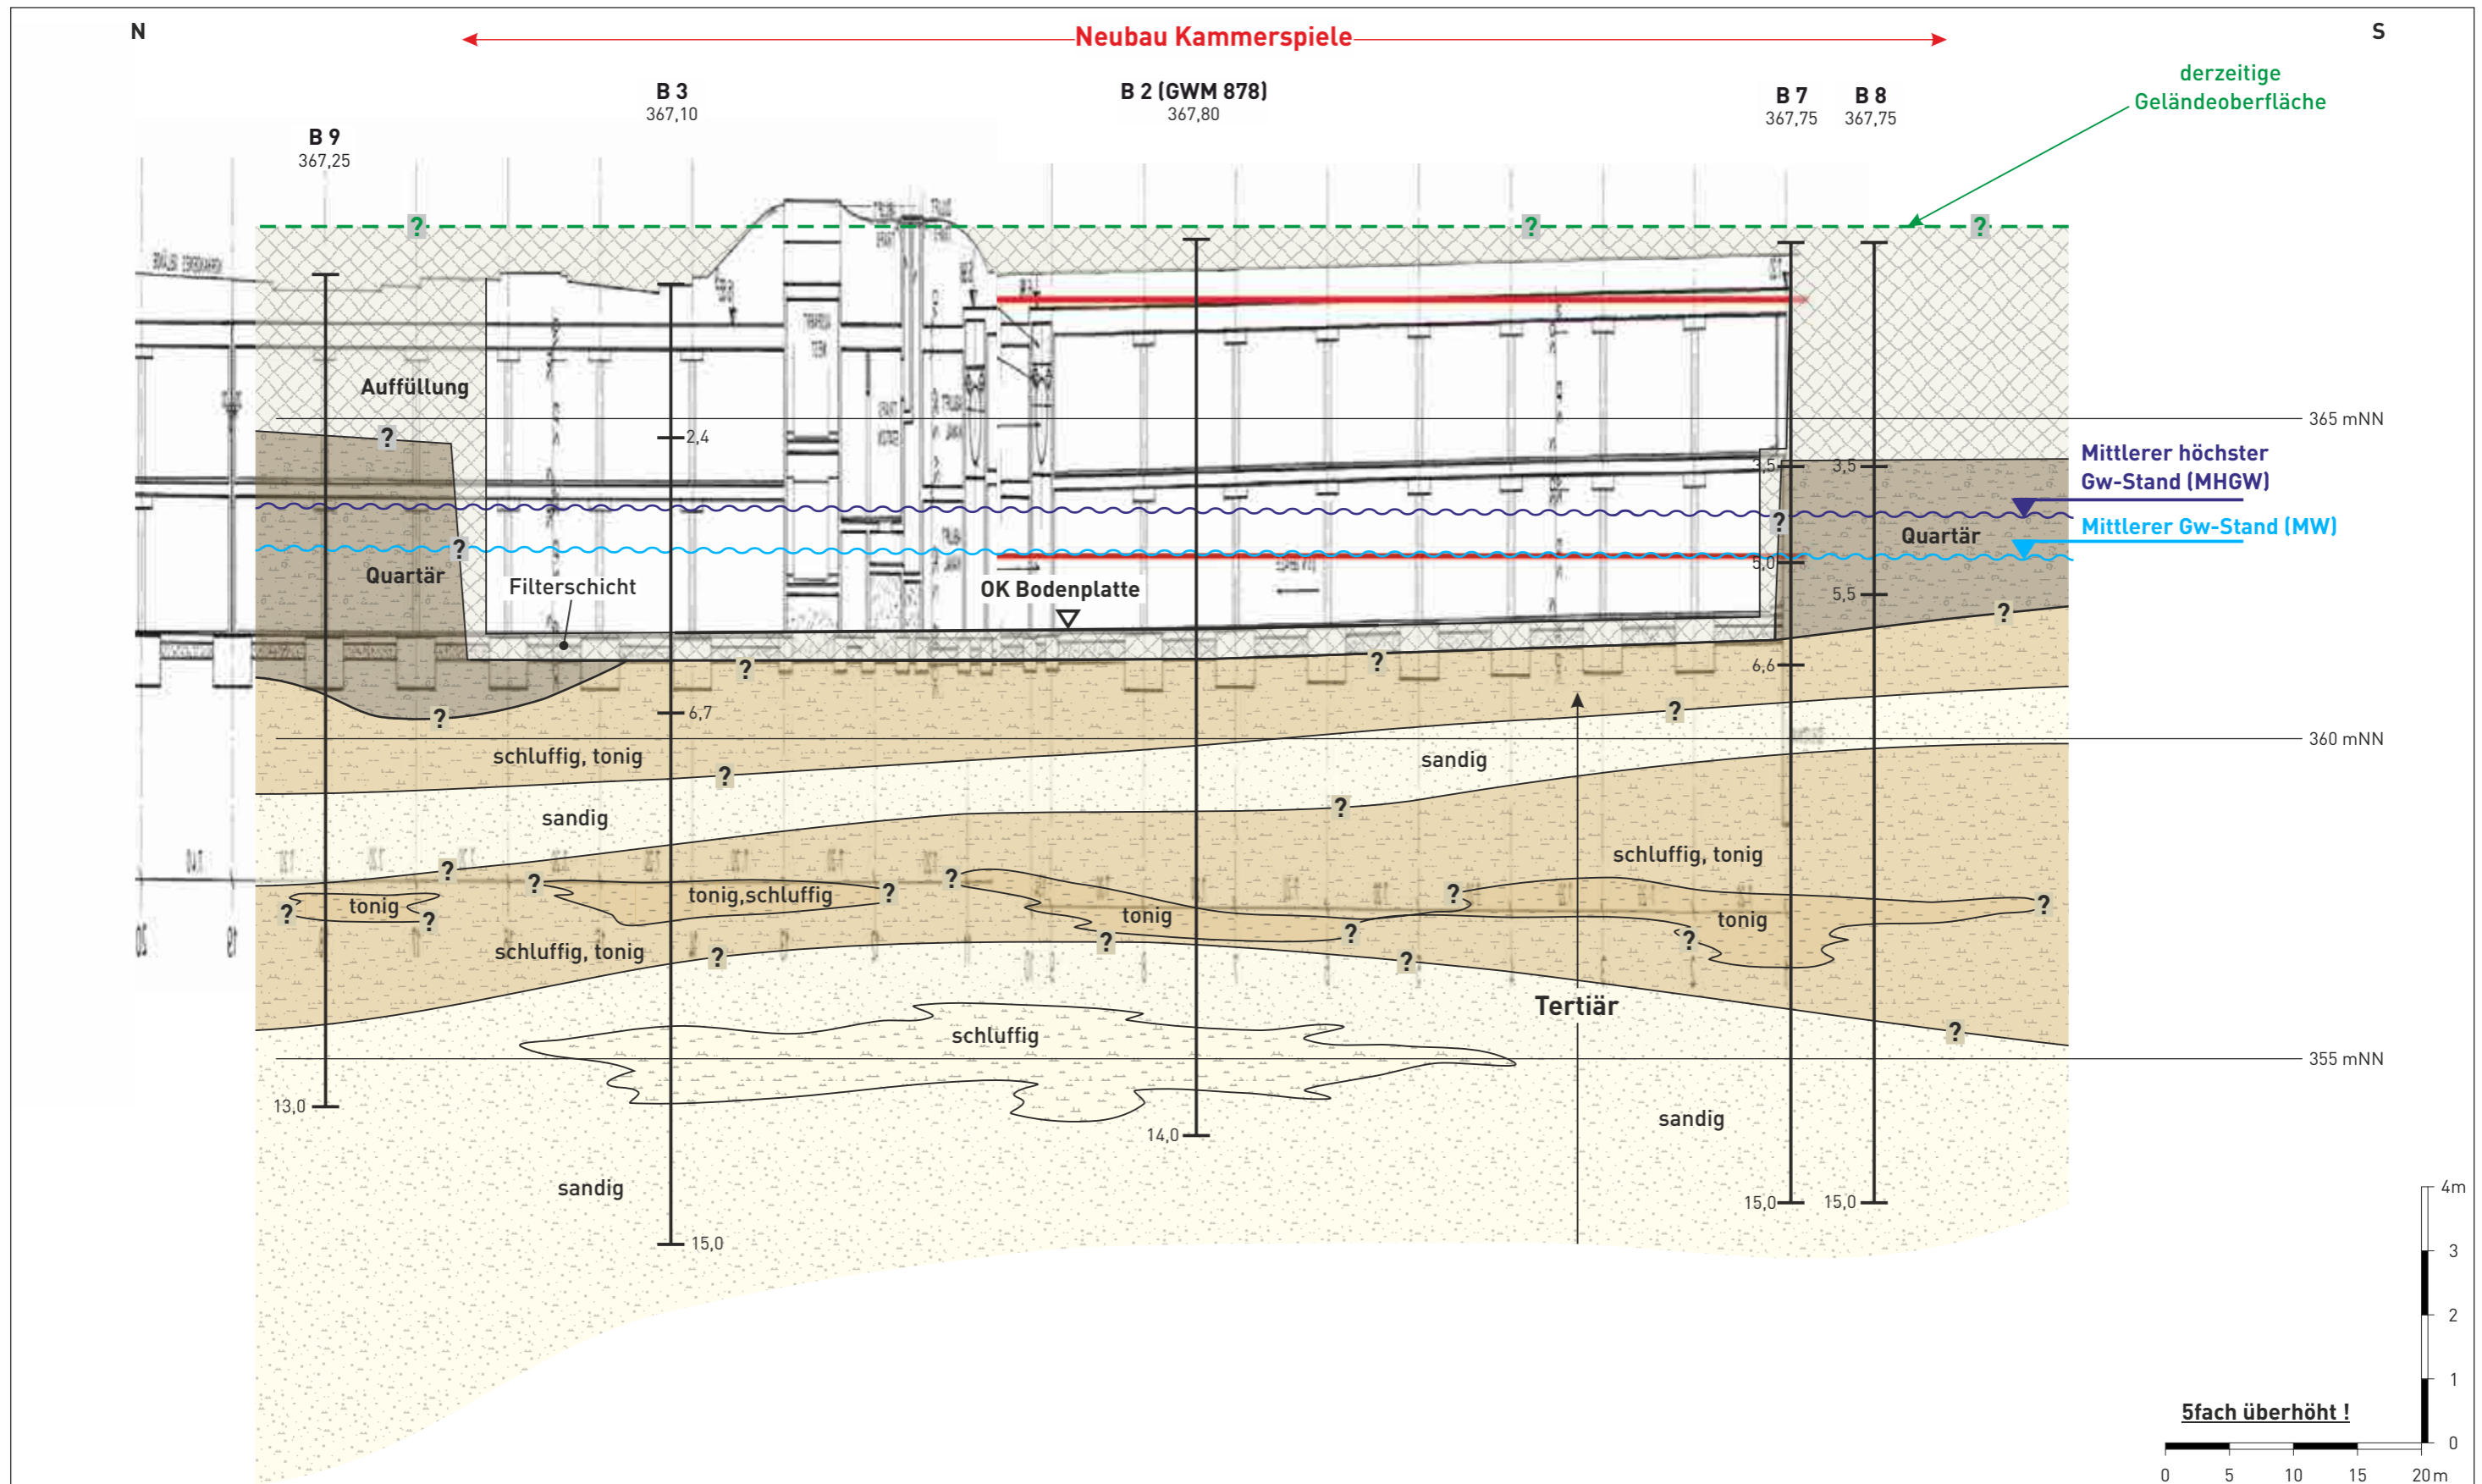 N
Neubau Kammerspiele
S
derzeitige
Geländeoberfläche
B 3
367,10
B 2 (GWM 878)
367,80
B 7
367,75
B 8
367,75
B 9
367,25
?
?
?
Auffüllung
365 mNN
?
2,4
Mittlerer höchster
Gw-Stand (MHGW)
3,5
3,5
?
Mittlerer Gw-Stand (MW)
Quartär
?
5,0
Quartär
Filterschicht
OK Bodenplatte
5,5
?
?
?
6,6
?
6,7
?
360 mNN
schluffig, tonig
sandig
?
?
sandig
schluffig, tonig
?
?
?
tonig,schluffig
?
?
?
tonig
?
?
tonig
tonig
?
?
?
?
schluffig, tonig
?
?
Tertiär
schluffig
?
355 mNN
13,0
sandig
14,0
sandig
15,0
15,0
15,0
4m
3
2
1
0
5fach überhöht !
0
5
10
15
20m
20
19